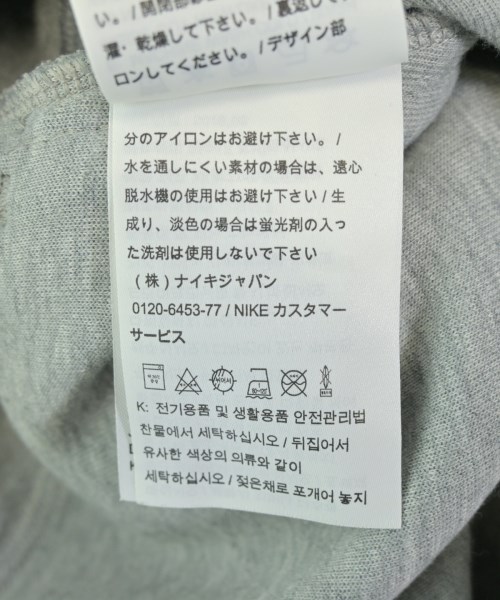 い。/ 開閉部
濯・乾燥して下さい。/ 裏返して
ロンしてください。/ デザイン部
分のアイロンはお避け下さい。/
水を通しにくい素材の場合は、遠心
脱水機の使用はお避け下さい / 生
成り、淡色の場合は蛍光剤の入っ
た洗剤は使用しないで下さい
(株) ナイキジャパン
0120-6453-77 / NIKE カスタマー
サービス
K: 전기용품 및 생활용품 안전관리법
찬물에서 세탁하십시오 / 뒤집어서
유사한 색상의 의류와 같이
세탁하십시오 / 젖은채로 포개어 놓지